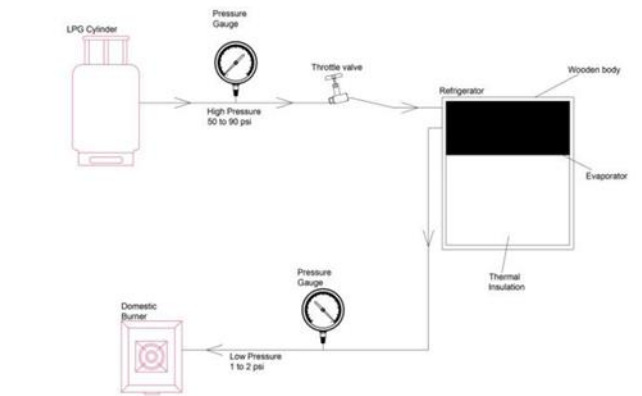 Pressure
Gauge
LPG Cylinder
Throttle valve
Wooden body
Refrigerator
High Pressure
50 to 90 psi
Evaporator
Thermal
Insulation
Pressure
Gauge
Domestic
Burner
Low Pressure
1 to 2 psi